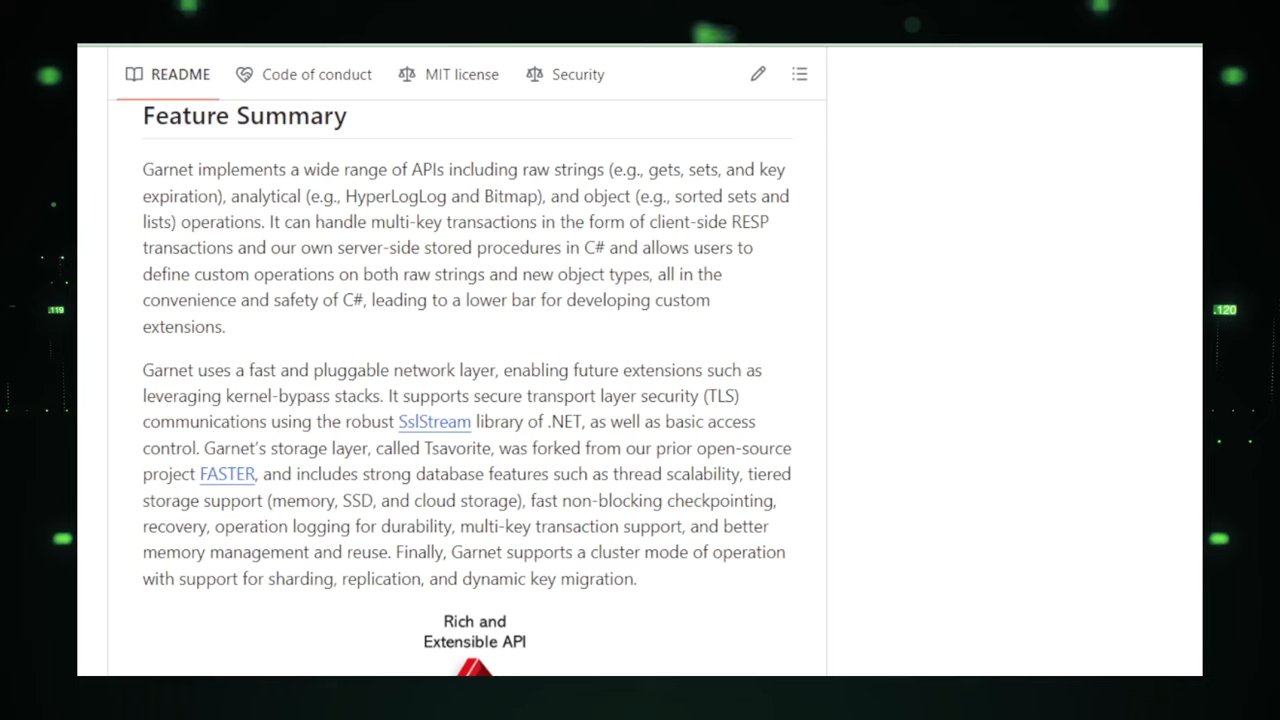 README Code of conduct MIT license Security
Feature Summary
Garnet implements a wide range of APIs including raw strings (e.g., gets, sets, and key
expiration), analytical (e.g., HyperLogLog and Bitmap), and object (e.g., sorted sets and
lists) operations. It can handle multi-key transactions in the form of client-side RESP
transactions and our own server-side stored procedures in C# and allows users to
define custom operations on both raw strings and new object types, all in the
convenience and safety of C#, leading to a lower bar for developing custom
extensions.
Garnet uses a fast and pluggable network layer, enabling future extensions such as
leveraging kernel-bypass stacks. It supports secure transport layer security (TLS)
communications using the robust SslStream library of .NET, as well as basic access
control. Garnet's storage layer, called Tsavorite, was forked from our prior open-source
project FASTER, and includes strong database features such as thread scalability, tiered
storage support (memory, SSD, and cloud storage), fast non-blocking checkpointing,
recovery, operation logging for durability, multi-key transaction support, and better
memory management and reuse. Finally, Garnet supports a cluster mode of operation
with support for sharding, replication, and dynamic key migration.
Rich and
Extensible API
.119
.120